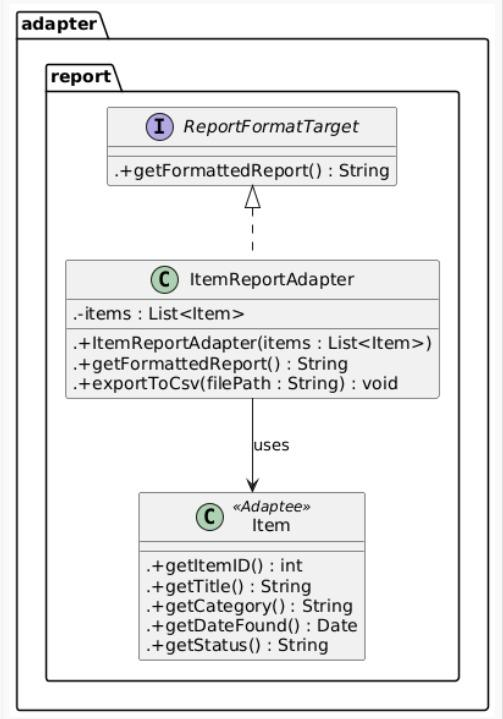 adapter
report
I ReportFormatTarget
.+getFormattedReport() : String
C ItemReportAdapter
.-items : List<Item>
.+ItemReportAdapter(items : List<Item>)
.+getFormattedReport() : String
.+exportToCsv(filePath : String) : void
uses
C «Adaptee»
Item
.+getItemID() : int
.+getTitle() : String
.+getCategory() : String
.+getDateFound() : Date
.+getStatus() : String